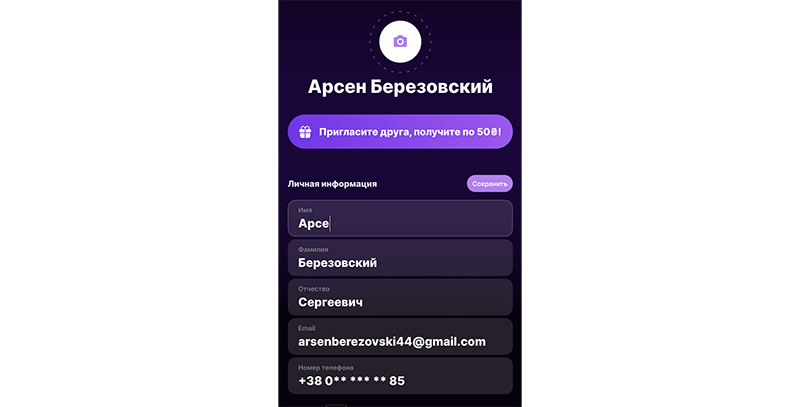 Арсен Березовский
Пригласите друга, получите по 50₴!
Личная информация
Сохранить
Имя
Арсе
Фамилия
Березовский
Отчество
Сергеевич
Email
arsenberezovski44@gmail.com
Номер телефона
+38 0** *** ** 85